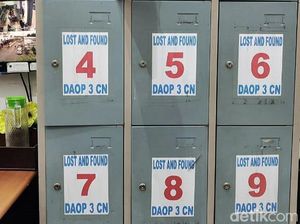 LOST AND FOUND
4
DAOP 3 CN
LOST AND FOUND
5
DAOP 3 CN
LOST AND FOUND
6
DAOP 3 CN
LOST AND FOUND
7
DAOP 3 CN
LOST AND FOUND
8
DAOP 3 CN
LOST AND FOUND
9
DAOP 3 CN
detikcom